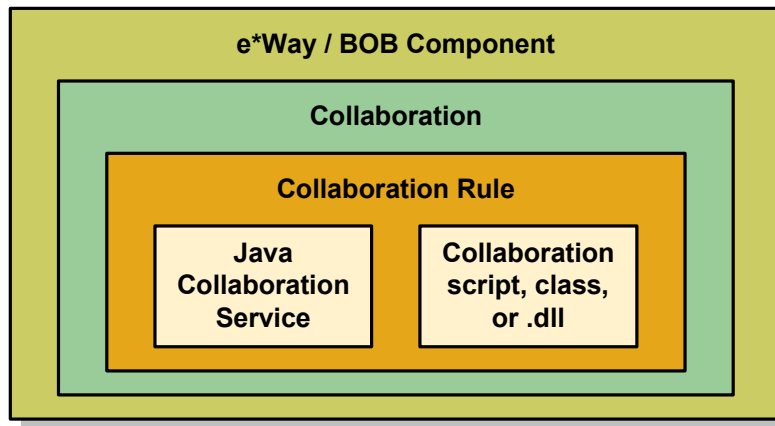 e*Way / BOB Component
Collaboration
Collaboration Rule
Java
Collaboration
Service
Collaboration
script, class,
or .dll